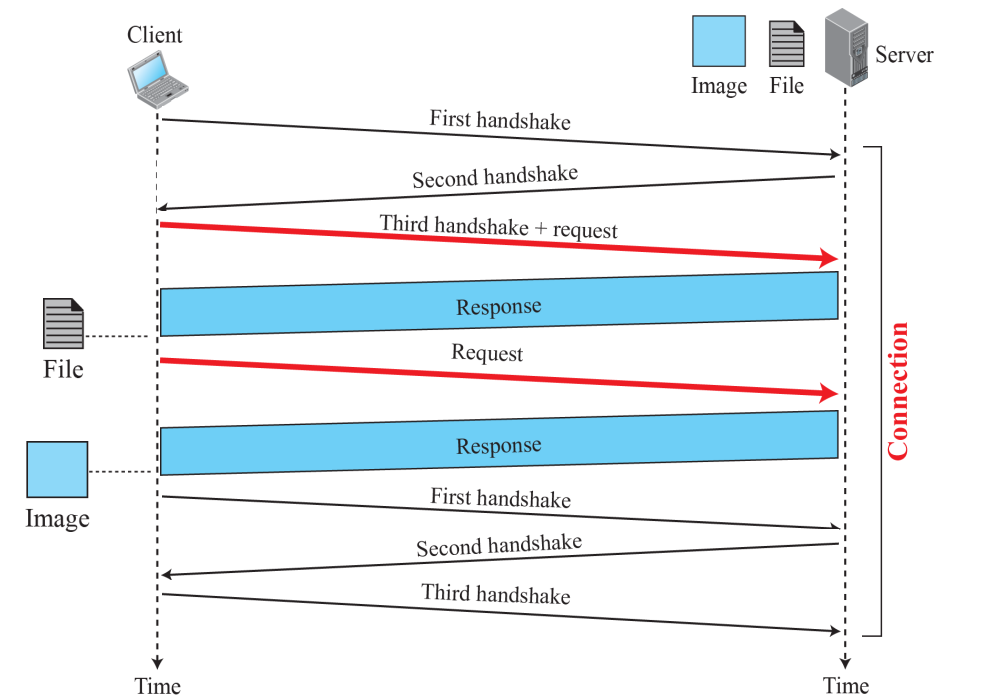 Client
Server
Image
File
First handshake
Second handshake
Third handshake + request
Response
File
Request
Connection
Response
Image
First handshake
Second handshake
Third handshake
Time
Time